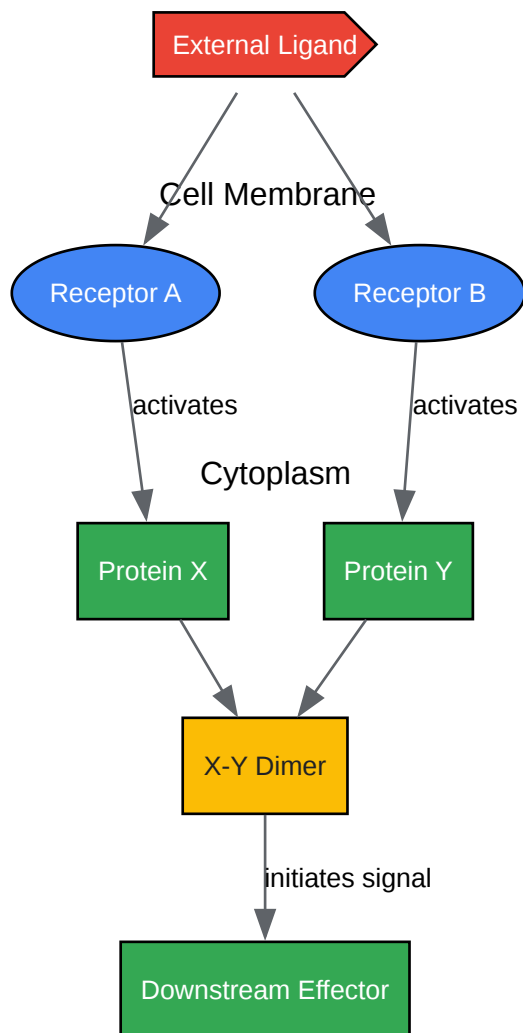 External Ligand
Cell Membrane
Receptor A
Receptor B
activates
activates
Cytoplasm
Protein X
Protein Y
X-Y Dimer
initiates signal
Downstream Effector